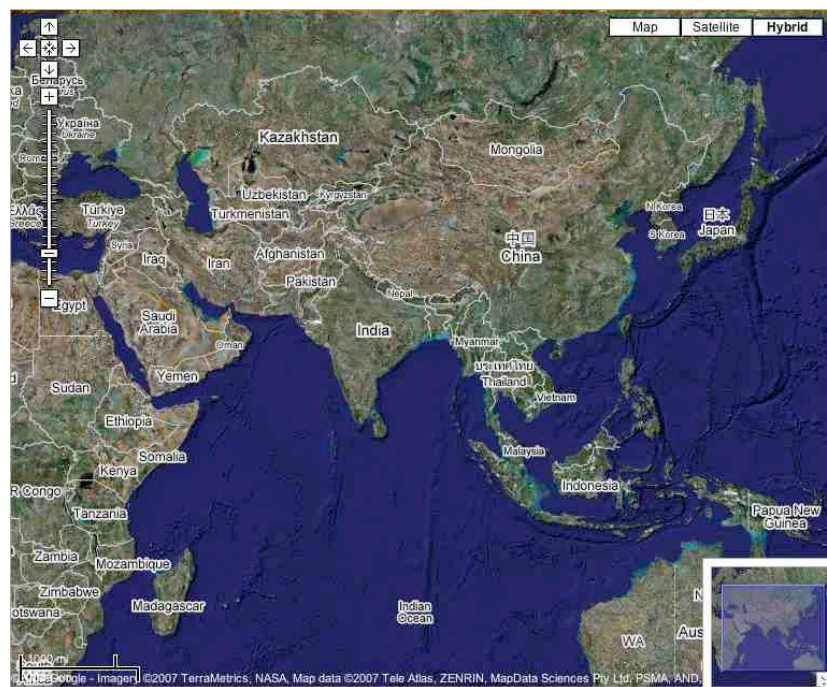 Map Satellite Hybrid
Беларусь
Україна
Ukraine
Kazakhstan
Mongolia
Uzbekistan
Kyrgyzstan
Turkmenistan
Türkiye
Turkey
Syria
Iraq
Iran
Afghanistan
Pakistan
Nepal
中国
China
N Korea
S Korea
日本
Japan
Egypt
Saudi
Arabia
Oman
Yemen
India
Myanmar
ประเทศไทย
Thailand
Vietnam
Sudan
Ethiopia
Somalia
Kenya
Malaysia
Indonesia
Papua New
Guinea
R Congo
Tanzania
Zambia
Mozambique
Zimbabwe
otswana
Madagascar
Indian
Ocean
WA
Aus
N
1000 mi
Google - Imagery ©2007 TerraMetrics, NASA, Map data ©2007 Tele Atlas, ZENRIN, MapData Sciences Pty Ltd, PSMA, AND,